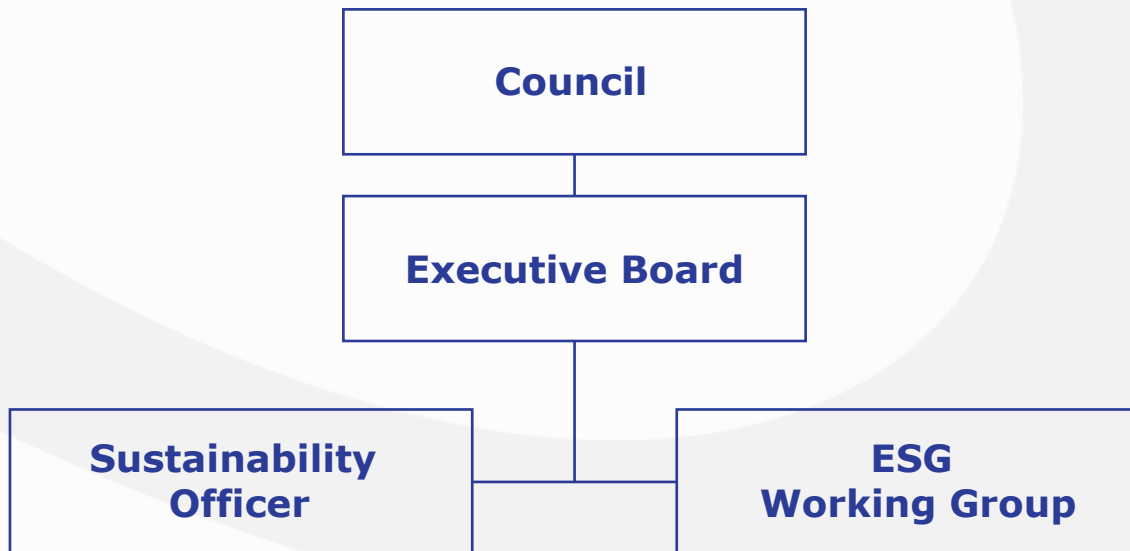 Council
Executive Board
Sustainability
Officer
ESG
Working Group